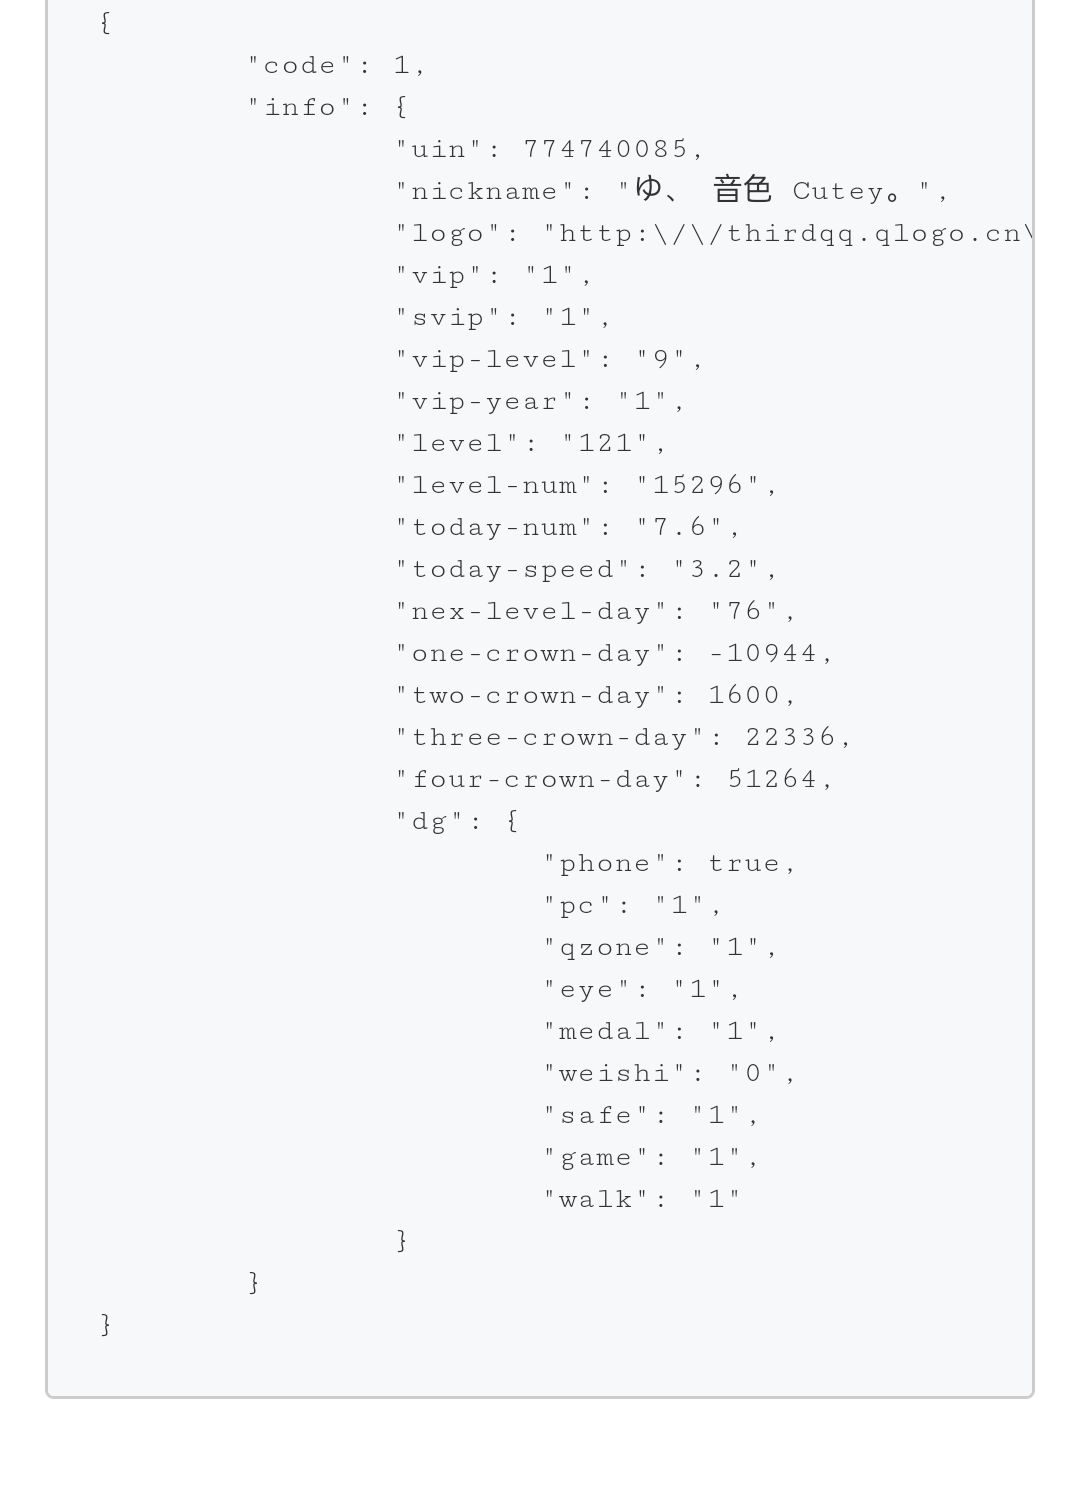 {
"code": 1,
"info": {
"uin": 774740085,
"nickname": "ゆ、 音色 Cutey。",
"logo": "http:\/\/thirdqq.qlogo.cn\
"vip": "1",
"svip": "1",
"vip-level": "9",
"vip-year": "1",
"level": "121",
"level-num": "15296",
"today-num": "7.6",
"today-speed": "3.2",
"nex-level-day": "76",
"one-crown-day": -10944,
"two-crown-day": 1600,
"three-crown-day": 22336,
"four-crown-day": 51264,
"dg": {
"phone": true,
"pc": "1",
"qzone": "1",
"eye": "1",
"medal": "1",
"weishi": "0",
"safe": "1",
"game": "1",
"walk": "1"
}
}
}